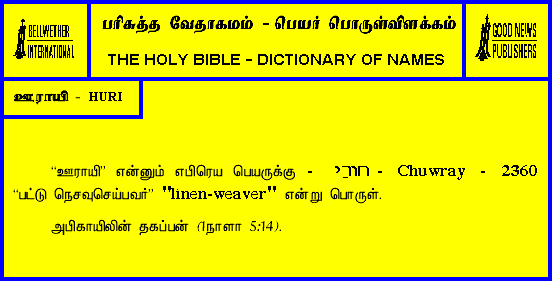 BELLWETHER
INTERNATIONAL
பரிசுத்த வேதாகமம் - பெயர் பொருள்விளக்கம்
THE HOLY BIBLE - DICTIONARY OF NAMES
GOOD NEWS
PUBLISHERS
ஊராயி - HURI
“ஊராயி” என்னும் எபிரெய பெயருக்கு - חוּרִי - Chuwray - 2360
“பட்டு நெசவுசெய்பவர்” "linen-weaver" என்று பொருள்.
அபிகாயிலின் தகப்பன் (1நாளா 5:14).